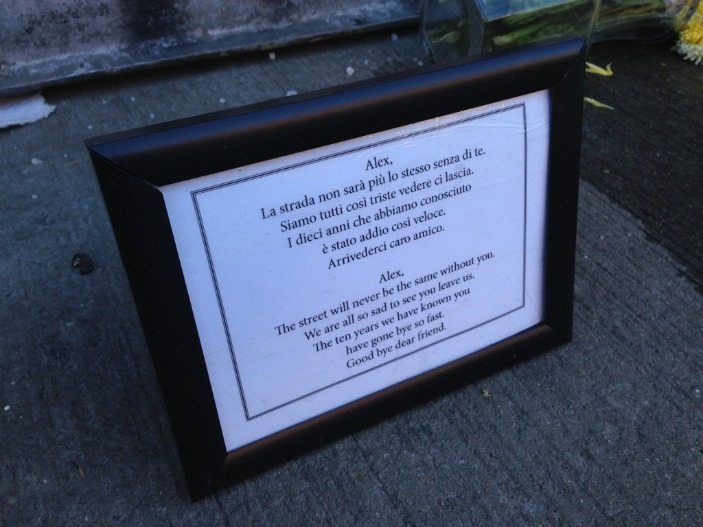 Alex,
La strada non sarà più lo stesso senza di te.
Siamo tutti così triste vedere ci lascia.
I dieci anni che abbiamo conosciuto
è stato addio così veloce.
Arrivederci caro amico.
Alex,
The street will never be the same without you.
We are all so sad to see you leave us.
The ten years we have known you
have gone bye so fast.
Good bye dear friend.